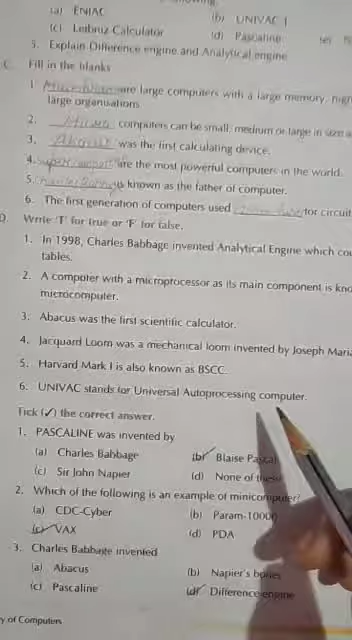 (a) ENIAC
(b) UNIVAC I
(c) Leibniz Calculator
(d) Pascaline
(e)
5. Explain Difference engine and Analytical engine
C. Fill in the blanks
1. are large computers with a large memory, high
large organisations.
2. computers can be small, medium or large in size a
3. Abacus was the first calculating device.
4. are the most powerful computers in the world.
5. is known as the father of computer.
6. The first generation of computers used for circuit
D. Write 'T' for true or 'F' for false.
1. In 1998, Charles Babbage invented Analytical Engine which cou
tables.
2. A computer with a microprocessor as its main component is kno
microcomputer.
3. Abacus was the first scientific calculator.
4. Jacquard Loom was a mechanical loom invented by Joseph Maria
5. Harvard Mark I is also known as BSCC.
6. UNIVAC stands for Universal Autoprocessing computer.
Tick (✓) the correct answer.
1. PASCALINE was invented by
(a) Charles Babbage
(b) Blaise Pascal
(c) Sir John Napier
(d) None of these
2. Which of the following is an example of minicomputer?
(a) CDC-Cyber
(b) Param-10000
(c) VAX
(d) PDA
3. Charles Babbage invented
(a) Abacus
(b) Napier's bones
(c) Pascaline
(d) Difference engine
y of Computers